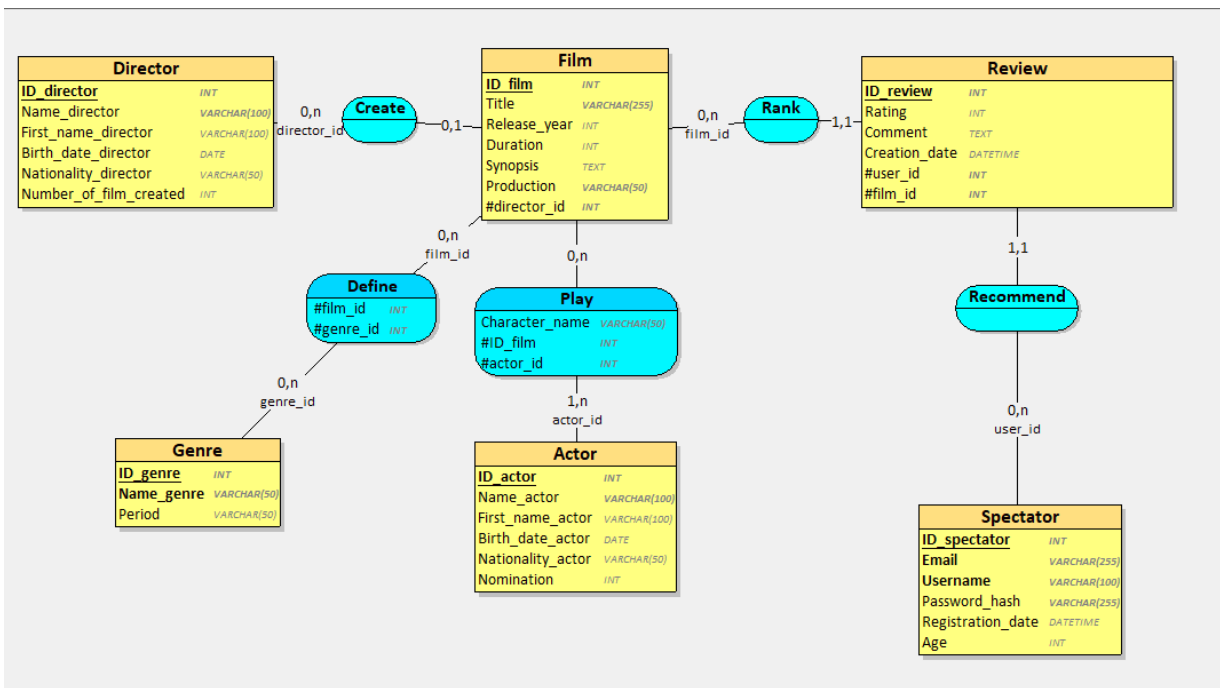 Director
ID_director INT
Name_director VARCHAR(100)
First_name_director VARCHAR(100)
Birth_date_director DATE
Nationality_director VARCHAR(50)
Number_of_film_created INT
0,n
director_id
Create
0,1
Film
ID_film INT
Title VARCHAR(255)
Release_year INT
Duration INT
Synopsis TEXT
Production VARCHAR(50)
#director_id INT
0,n
film_id
Rank
1,1
Review
ID_review INT
Rating INT
Comment TEXT
Creation_date DATETIME
#user_id INT
#film_id INT
0,n
film_id
Define
#film_id INT
#genre_id INT
0,n
genre_id
Genre
ID_genre INT
Name_genre VARCHAR(50)
Period VARCHAR(50)
0,n
Play
Character_name VARCHAR(50)
#ID_film INT
#actor_id INT
1,n
actor_id
Actor
ID_actor INT
Name_actor VARCHAR(100)
First_name_actor VARCHAR(100)
Birth_date_actor DATE
Nationality_actor VARCHAR(50)
Nomination INT
1,1
Recommend
0,n
user_id
Spectator
ID_spectator INT
Email VARCHAR(255)
Username VARCHAR(100)
Password_hash VARCHAR(255)
Registration_date DATETIME
Age INT